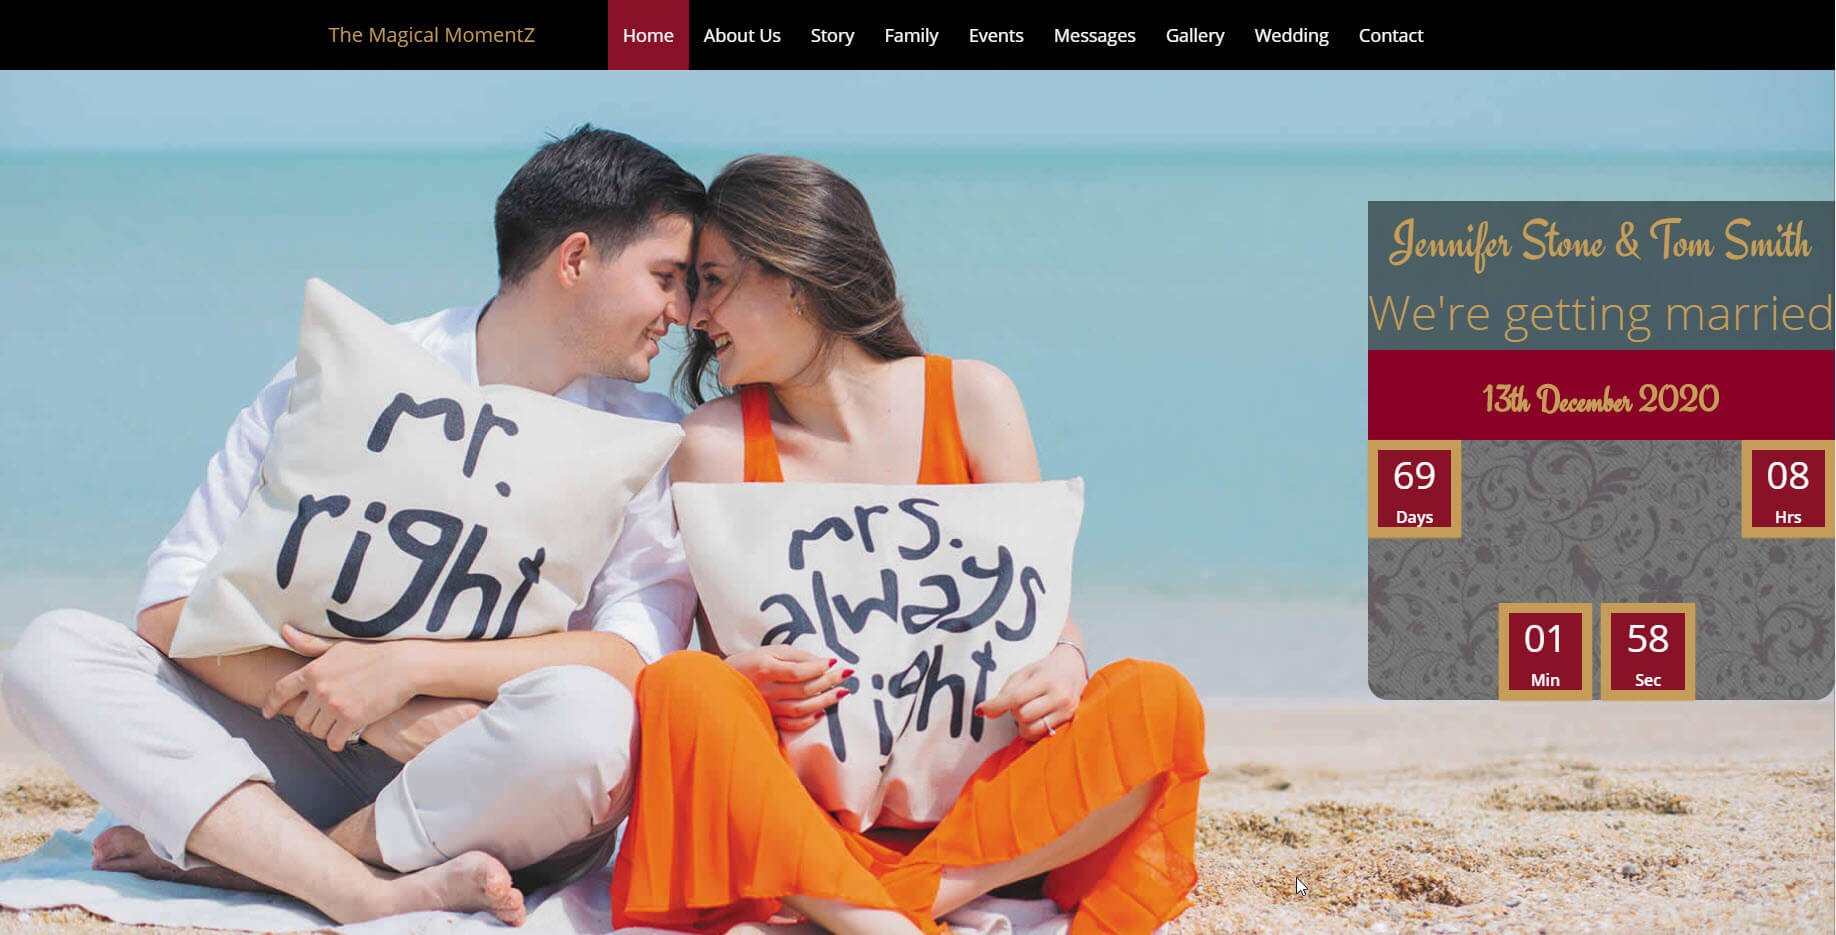 The Magical MomentZ
Home About Us Story Family Events Messages Gallery Wedding Contact
Jennifer Stone & Tom Smith
We're getting married
13th December 2020
69
Days
08
Hrs
01
Min
58
Sec
mr.
right
mrs.
always
right